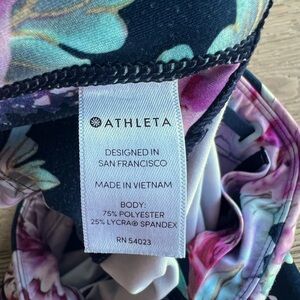 ATHLETA
DESIGNED IN
SAN FRANCISCO
MADE IN VIETNAM
BODY:
75% POLYESTER
25% LYCRA® SPANDEX
RN 54023